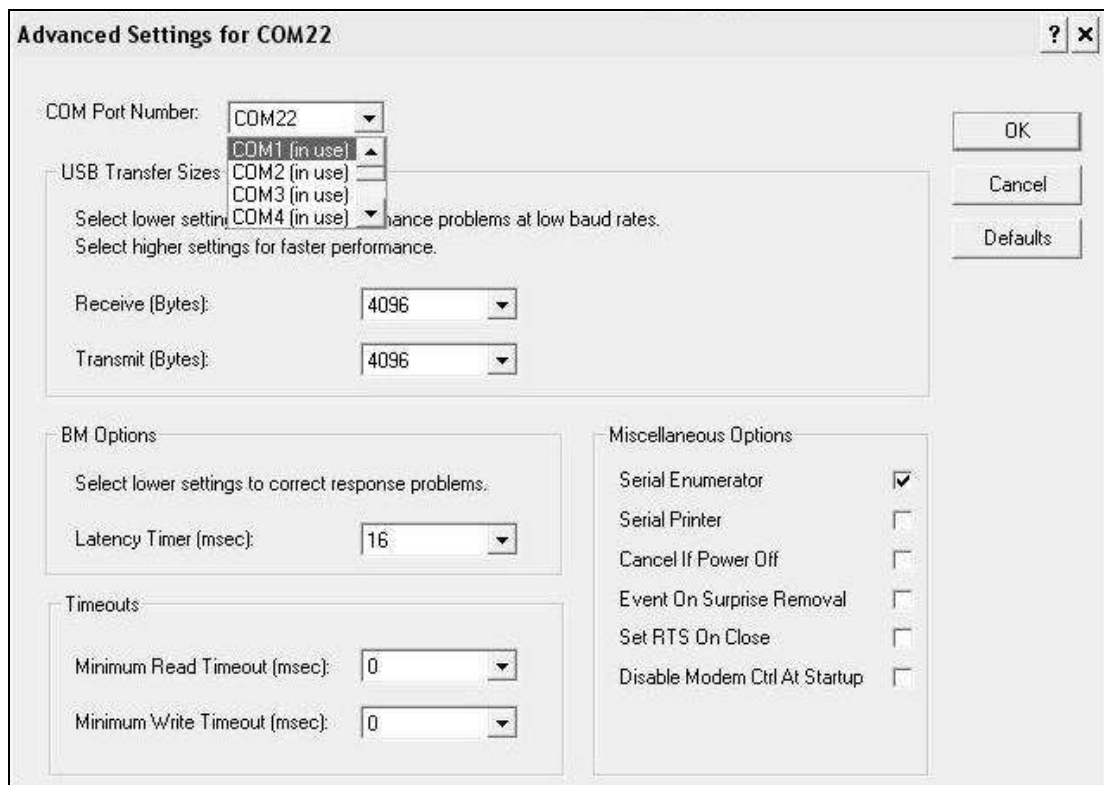 Advanced Settings for COM22
? ×
COM Port Number:
COM22
COM1 (in use)
COM2 (in use)
COM3 (in use)
COM4 (in use)
OK
Cancel
Defaults
USB Transfer Sizes
Select lower settin mance problems at low baud rates.
Select higher settings for faster performance.
Receive (Bytes): 4096
Transmit (Bytes): 4096
BM Options
Select lower settings to correct response problems.
Latency Timer (msec): 16
Timeouts
Minimum Read Timeout (msec): 0
Minimum Write Timeout (msec): 0
Miscellaneous Options
Serial Enumerator
Serial Printer
Cancel If Power Off
Event On Surprise Removal
Set RTS On Close
Disable Modem Ctrl At Startup